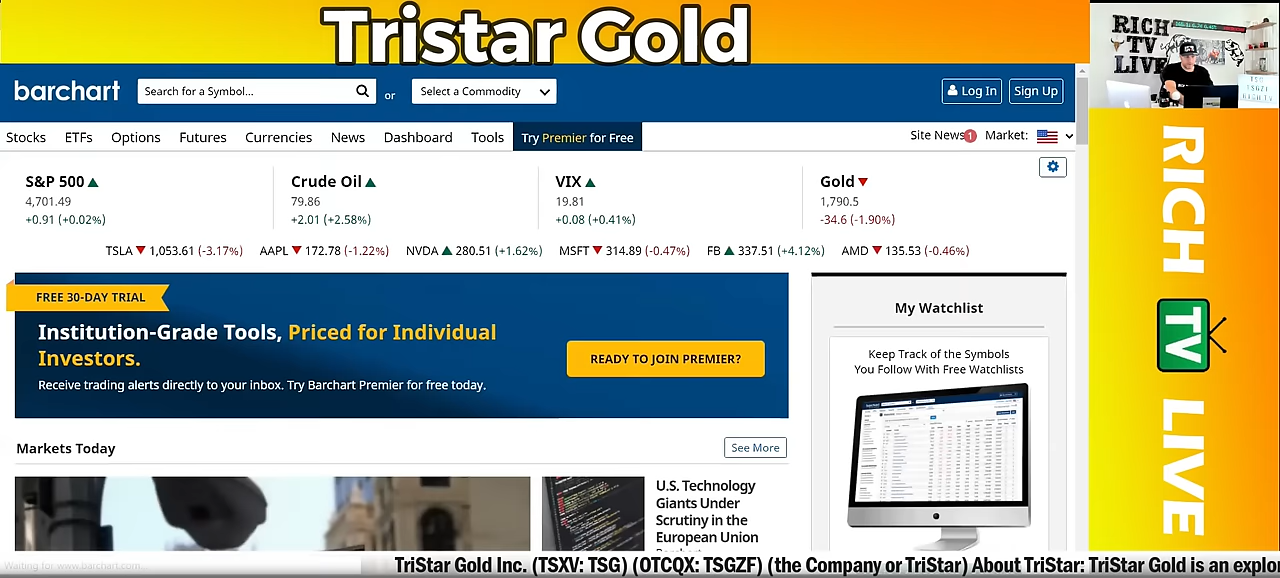 Tristar Gold
RICH
TV
LIVE
barchart
Search for a Symbol...
or
Select a Commodity
Log In
Sign Up
Stocks
ETFs
Options
Futures
Currencies
News
Dashboard
Tools
Try Premier for Free
Site News 1
Market:
S&P 500
4,701.49
+0.91 (+0.02%)
Crude Oil
79.86
+2.01 (+2.58%)
VIX
19.81
+0.08 (+0.41%)
Gold
1,790.5
-34.6 (-1.90%)
TSLA 1,053.61 (-3.17%) AAPL 172.78 (-1.22%) NVDA 280.51 (+1.62%) MSFT 314.89 (-0.47%) FB 337.51 (+4.12%) AMD 135.53 (-0.46%)
FREE 30-DAY TRIAL
Institution-Grade Tools, Priced for Individual
Investors.
Receive trading alerts directly to your inbox. Try Barchart Premier for free today.
READY TO JOIN PREMIER?
My Watchlist
Keep Track of the Symbols
You Follow With Free Watchlists
Markets Today
See More
U.S. Technology
Giants Under
Scrutiny in the
European Union
RICH TV LIVE
Waiting for www.barchart.com...
TriStar Gold Inc. (TSXV: TSG) (OTCQX: TSGZF) (the Company or TriStar) About TriStar: TriStar Gold is an explo